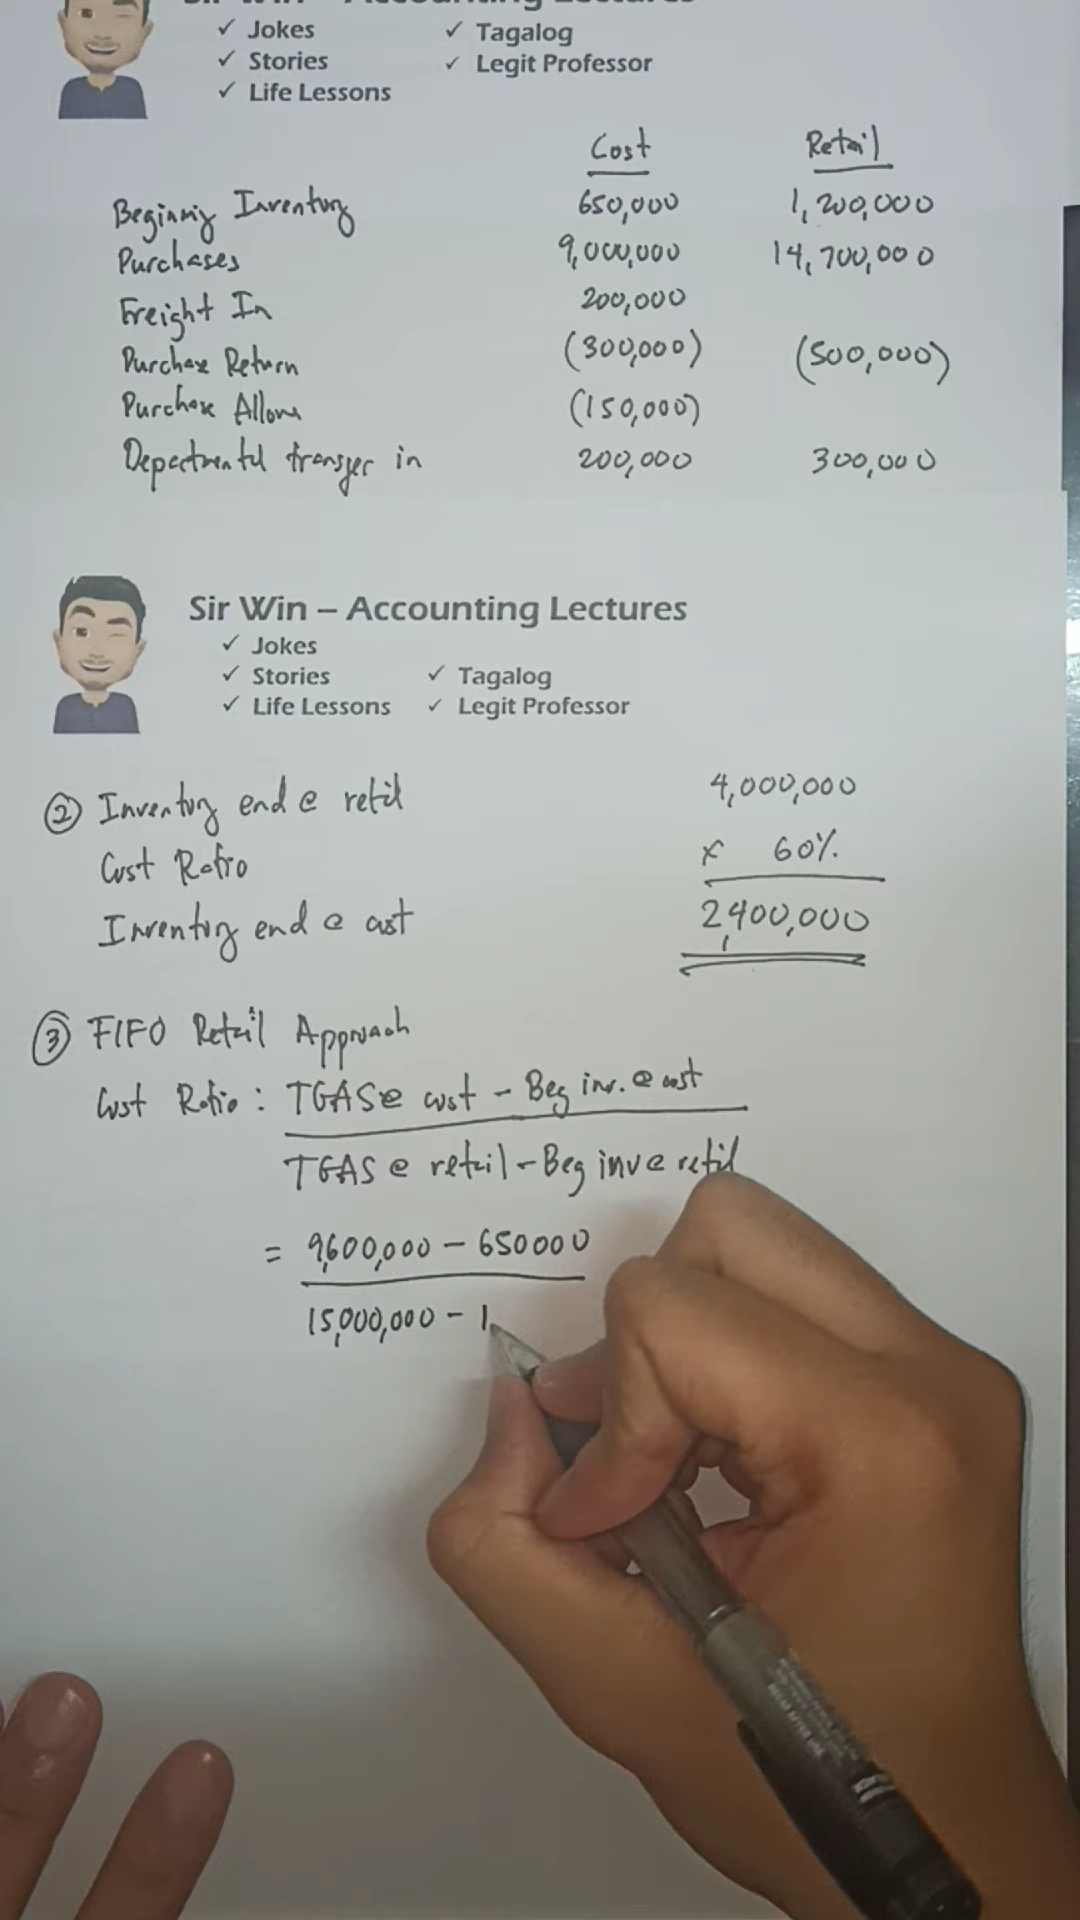 ✓ Jokes ✓ Tagalog
✓ Stories ✓ Legit Professor
✓ Life Lessons
Cost Retail
Beginning Inventory 650,000 1,200,000
Purchases 9,000,000 14,700,000
Freight In 200,000
Purchase Return (300,000) (500,000)
Purchase Allow (150,000)
Departmental transfer in 200,000 300,000
Sir Win – Accounting Lectures
✓ Jokes
✓ Stories ✓ Tagalog
✓ Life Lessons ✓ Legit Professor
② Inventory end @ retail 4,000,000
Cost Ratio x 60%
Inventory end @ cost 2,400,000
③ FIFO Retail Approach
Cost Ratio : TGAS @ cost - Beg inv. @ cost
TGAS @ retail - Beg inv @ retail
= 9,600,000 - 650000
15,000,000 - 1